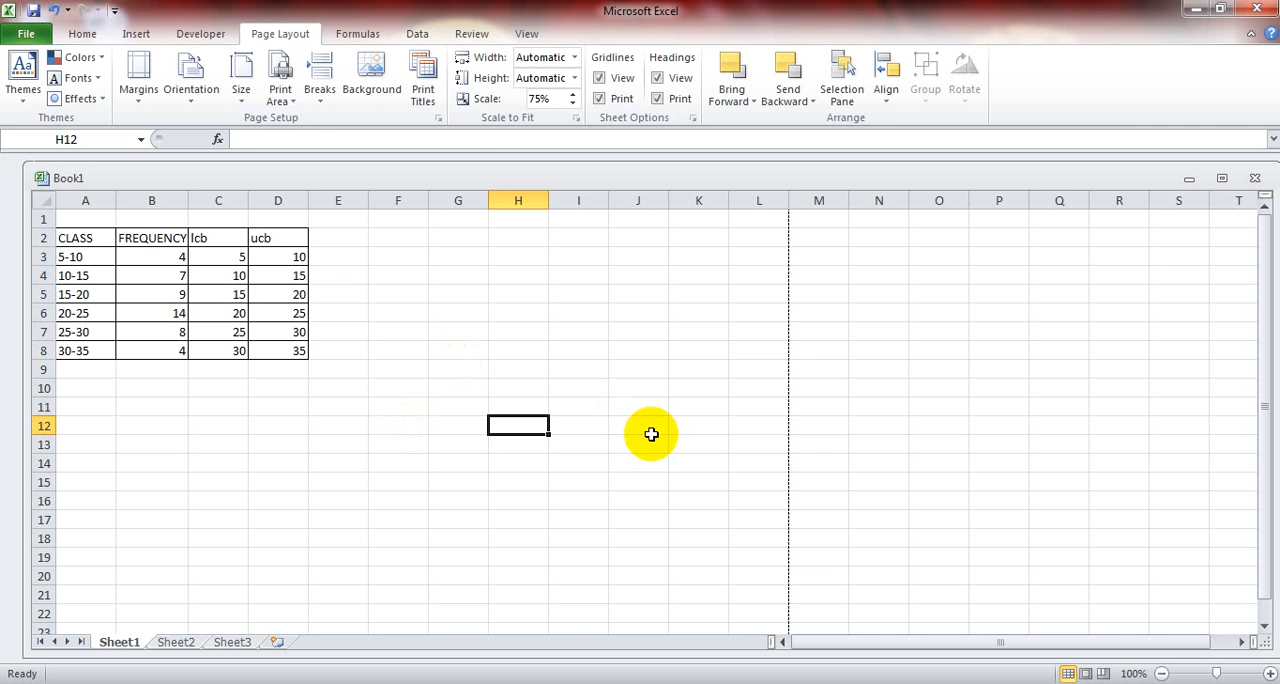 Microsoft Excel
File Home Insert Developer Page Layout Formulas Data Review View
Themes
Colors
Fonts
Effects
Themes
Margins Orientation Size Print Area Breaks Background Print Titles
Page Setup
Width: Automatic
Height: Automatic
Scale: 75%
Scale to Fit
Gridlines Headings
View View
Print Print
Sheet Options
Bring Forward Send Backward Selection Pane Align Group Rotate
Arrange
H12 fx
Book1
A B C D E F G H I J K L M N O P Q R S T
1
2 CLASS FREQUENCY lcb ucb
3 5-10 4 5 10
4 10-15 7 10 15
5 15-20 9 15 20
6 20-25 14 20 25
7 25-30 8 25 30
8 30-35 4 30 35
9
10
11
12
13
14
15
16
17
18
19
20
21
22
23
Sheet1 Sheet2 Sheet3
Ready 100%